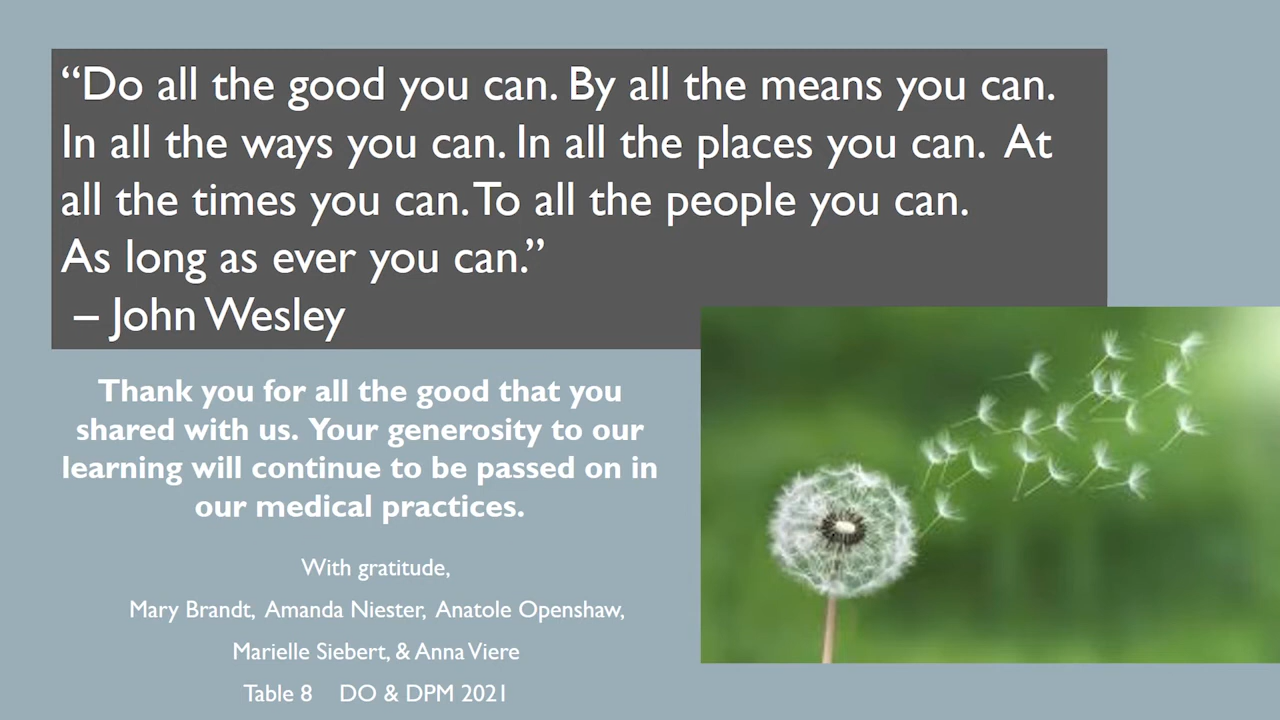 “Do all the good you can. By all the means you can.
In all the ways you can. In all the places you can.  At
all the times you can. To all the people you can.
As long as ever you can.”
– John Wesley
Thank you for all the good that you
shared with us. Your generosity to our
learning will continue to be passed on in
our medical practices.
With gratitude,
Mary Brandt, Amanda Niester, Anatole Openshaw,
Marielle Siebert, & Anna Viere
Table 8    DO & DPM 2021